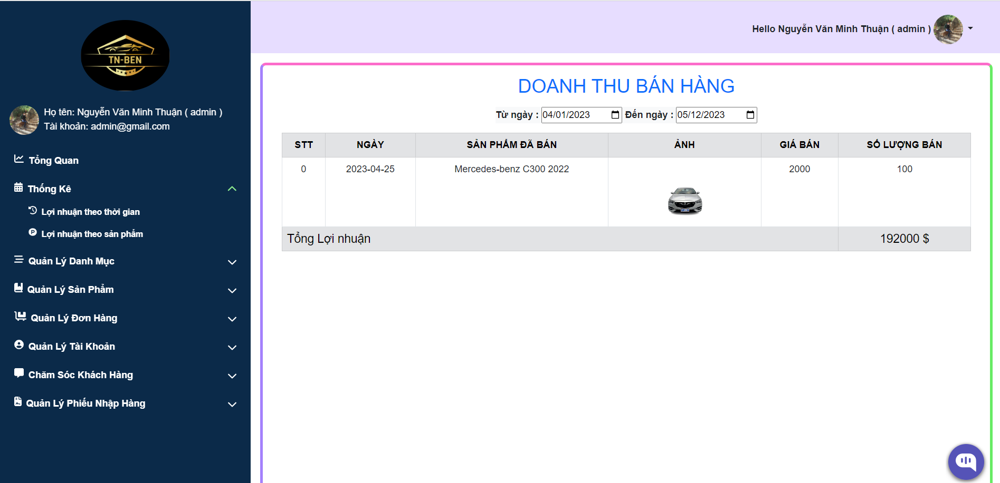 TN-BEN
Họ tên: Nguyễn Văn Minh Thuận ( admin )
Tài khoản: admin@gmail.com
Tổng Quan
Thống Kê
Lợi nhuận theo thời gian
Lợi nhuận theo sản phẩm
Quản Lý Danh Mục
Quản Lý Sản Phẩm
Quản Lý Đơn Hàng
Quản Lý Tài Khoản
Chăm Sóc Khách Hàng
Quản Lý Phiếu Nhập Hàng
Hello Nguyễn Văn Minh Thuận ( admin )
DOANH THU BÁN HÀNG
Từ ngày : 04/01/2023 Đến ngày : 05/12/2023
STT NGÀY SẢN PHẨM ĐÃ BÁN ẢNH GIÁ BÁN SỐ LƯỢNG BÁN
0 2023-04-25 Mercedes-benz C300 2022 2000 100
Tổng Lợi nhuận 192000 $